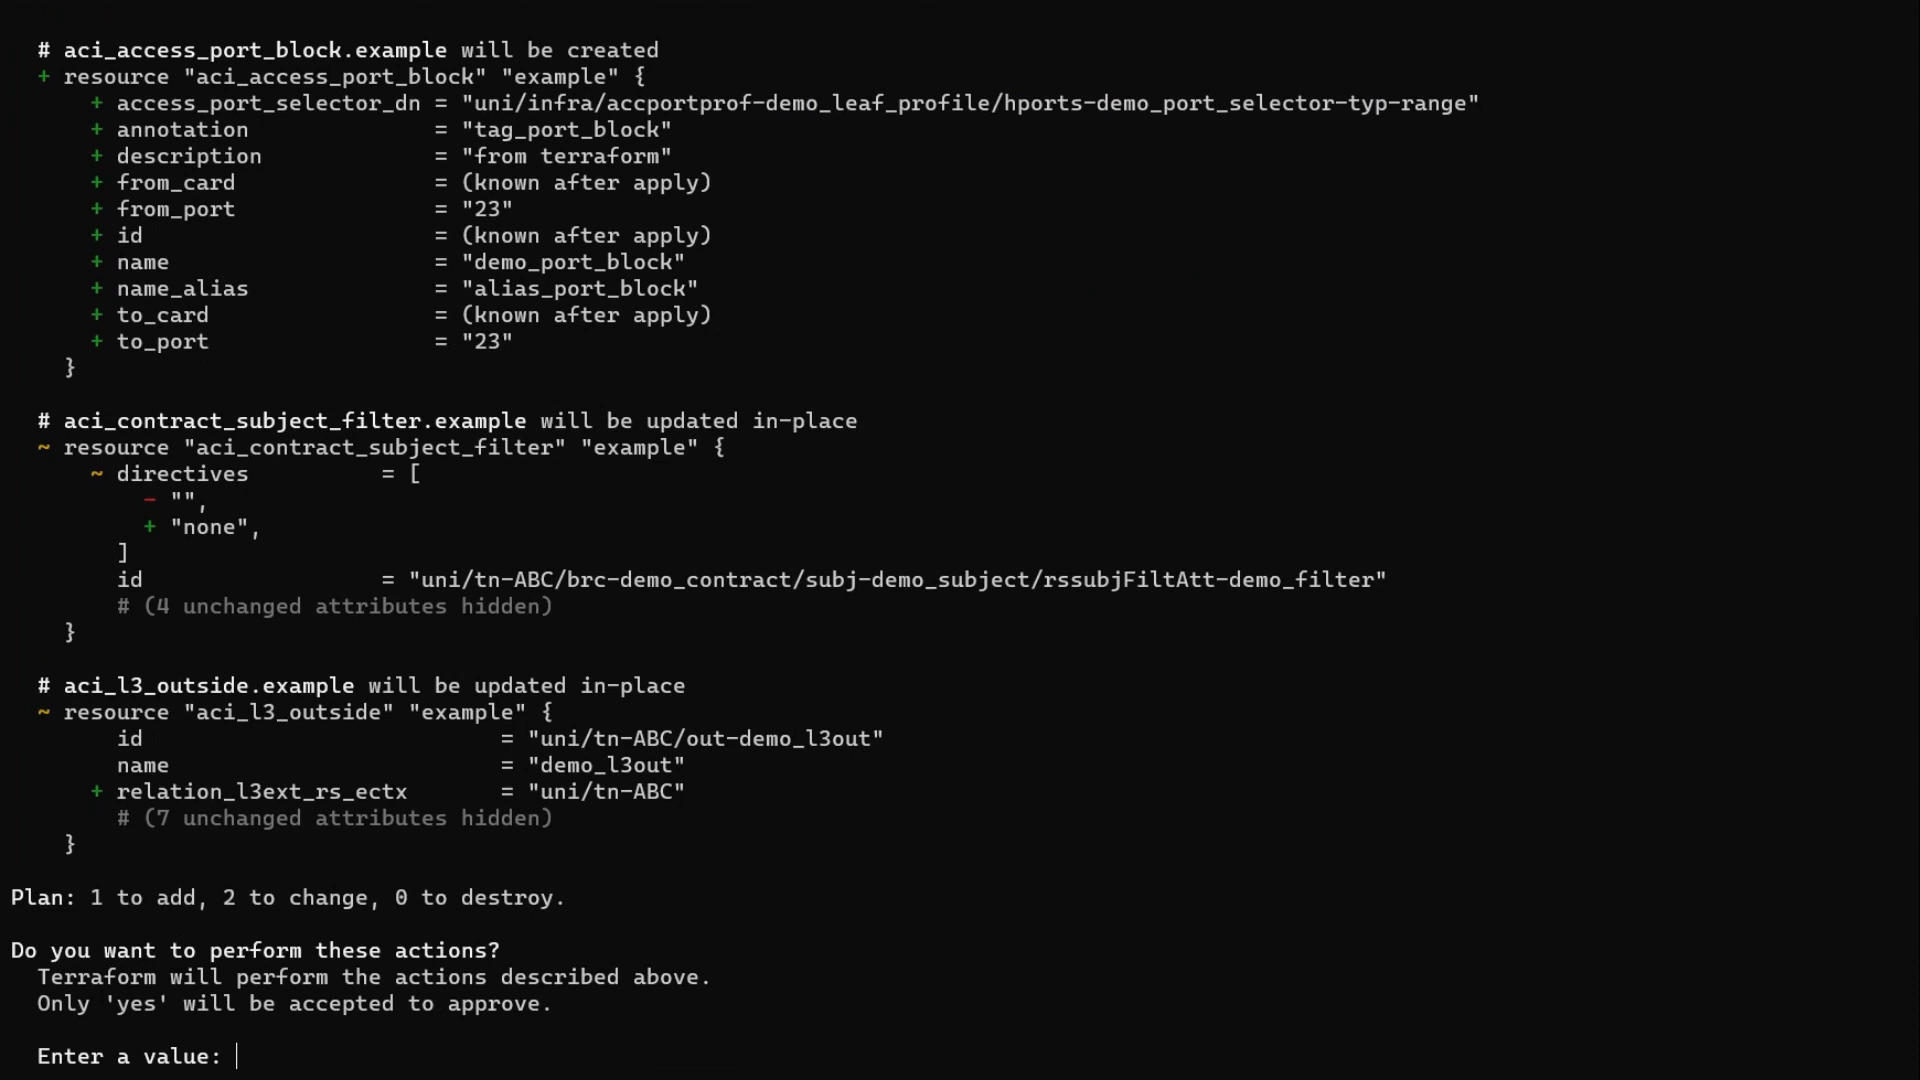 # aci_access_port_block.example will be created
+ resource "aci_access_port_block" "example" {
+ access_port_selector_dn = "uni/infra/accportprof-demo_leaf_profile/hports-demo_port_selector-typ-range"
+ annotation = "tag_port_block"
+ description = "from terraform"
+ from_card = (known after apply)
+ from_port = "23"
+ id = (known after apply)
+ name = "demo_port_block"
+ name_alias = "alias_port_block"
+ to_card = (known after apply)
+ to_port = "23"
}
# aci_contract_subject_filter.example will be updated in-place
~ resource "aci_contract_subject_filter" "example" {
~ directives = [
- "",
+ "none",
]
id = "uni/tn-ABC/brc-demo_contract/subj-demo_subject/rssubjFiltAtt-demo_filter"
# (4 unchanged attributes hidden)
}
# aci_l3_outside.example will be updated in-place
~ resource "aci_l3_outside" "example" {
id = "uni/tn-ABC/out-demo_l3out"
name = "demo_l3out"
+ relation_l3ext_rs_ectx = "uni/tn-ABC"
# (7 unchanged attributes hidden)
}
Plan: 1 to add, 2 to change, 0 to destroy.
Do you want to perform these actions?
Terraform will perform the actions described above.
Only 'yes' will be accepted to approve.
Enter a value: